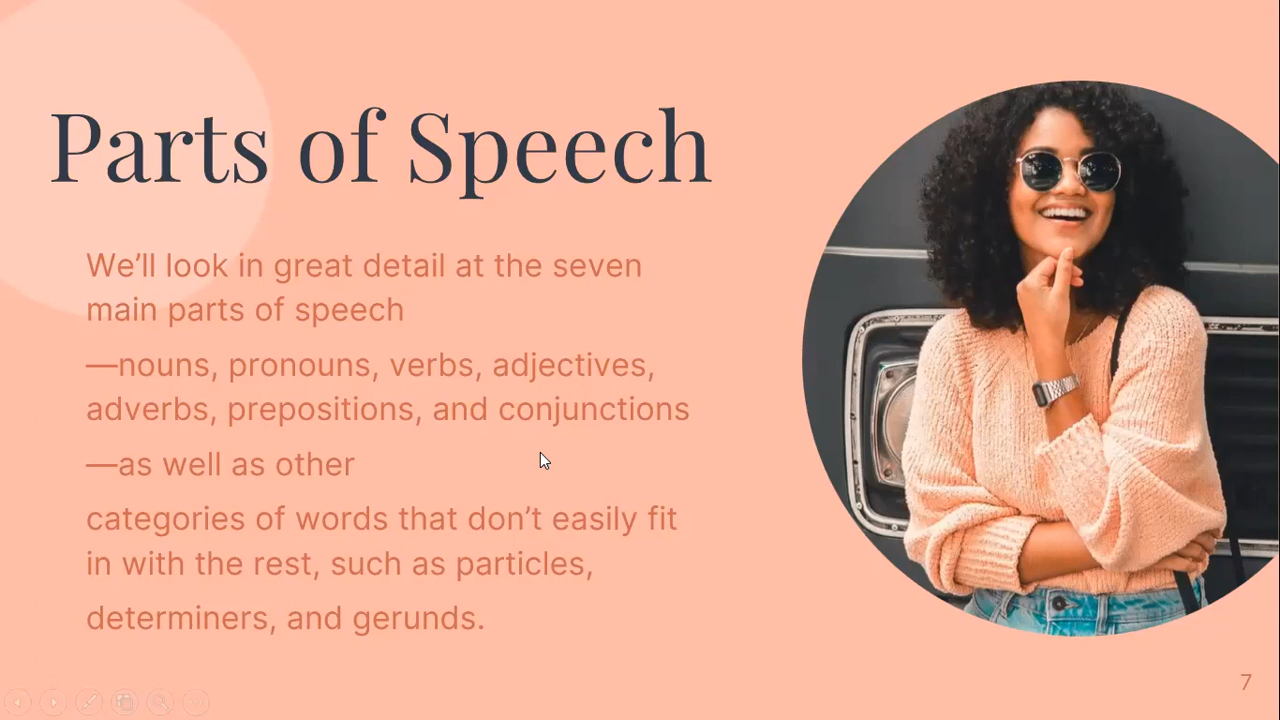 Parts of Speech
We’ll look in great detail at the seven
main parts of speech
—nouns, pronouns, verbs, adjectives,
adverbs, prepositions, and conjunctions
—as well as other
categories of words that don’t easily fit
in with the rest, such as particles,
determiners, and gerunds.
7